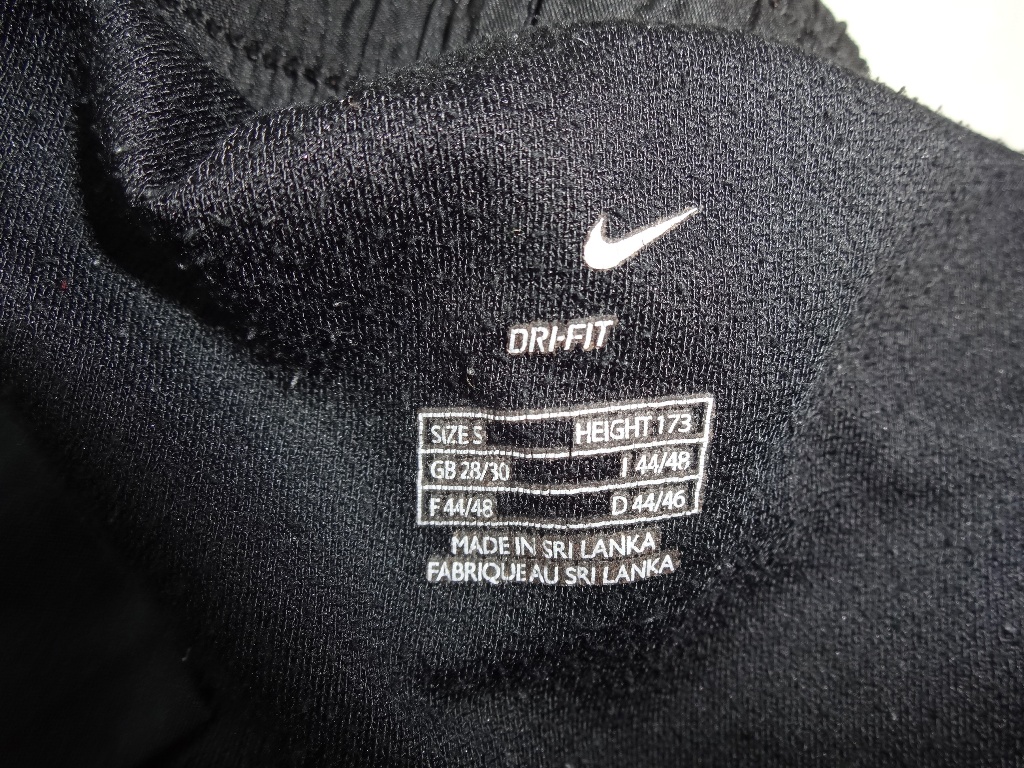 DRI-FIT
SIZE S HEIGHT 173
GB 28/30 I 44/48
F 44/48 D 44/46
MADE IN SRI LANKA
FABRIQUE AU SRI LANKA